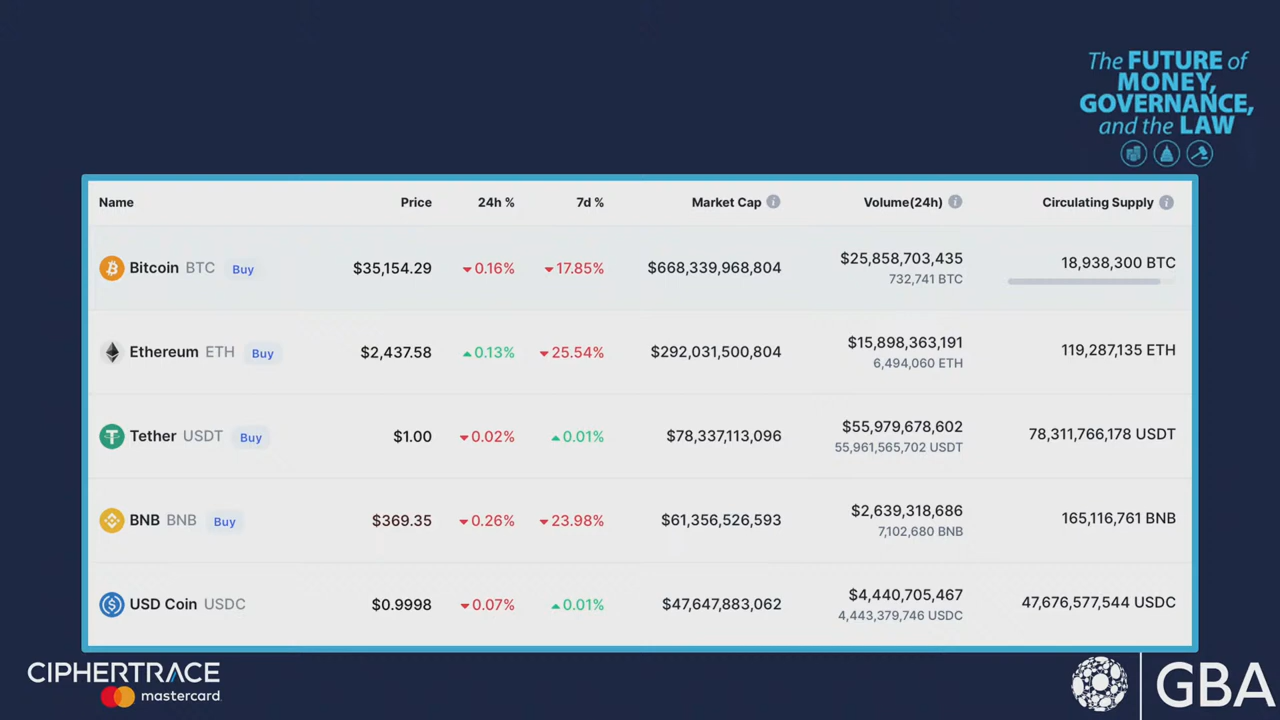 The FUTURE of
MONEY,
GOVERNANCE,
and the LAW
Name Price 24h % 7d % Market Cap Volume(24h) Circulating Supply
Bitcoin BTC Buy $35,154.29 0.16% 17.85% $668,339,968,804 $25,858,703,435 18,938,300 BTC
732,741 BTC
Ethereum ETH Buy $2,437.58 0.13% 25.54% $292,031,500,804 $15,898,363,191 119,287,135 ETH
6,494,060 ETH
Tether USDT Buy $1.00 0.02% 0.01% $78,337,113,096 $55,979,678,602 78,311,766,178 USDT
55,961,565,702 USDT
BNB BNB Buy $369.35 0.26% 23.98% $61,356,526,593 $2,639,318,686 165,116,761 BNB
7,102,680 BNB
USD Coin USDC $0.9998 0.07% 0.01% $47,647,883,062 $4,440,705,467 47,676,577,544 USDC
4,443,379,746 USDC
CIPHERTRACE
mastercard
GBA